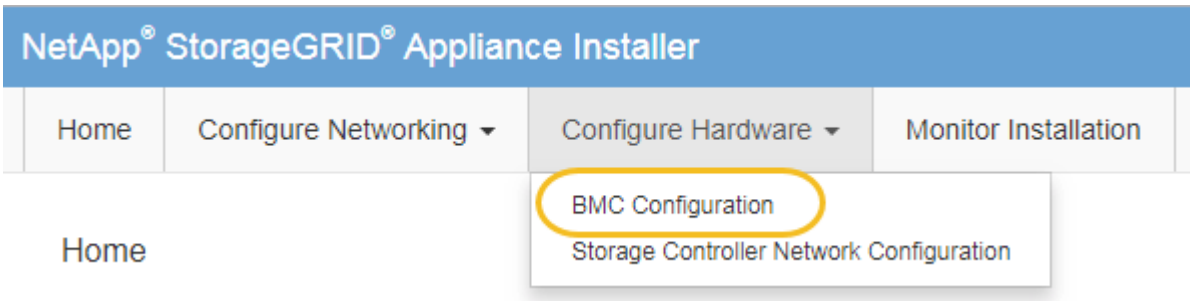 NetApp® StorageGRID® Appliance Installer
Home Configure Networking Configure Hardware Monitor Installation
BMC Configuration
Home Storage Controller Network Configuration